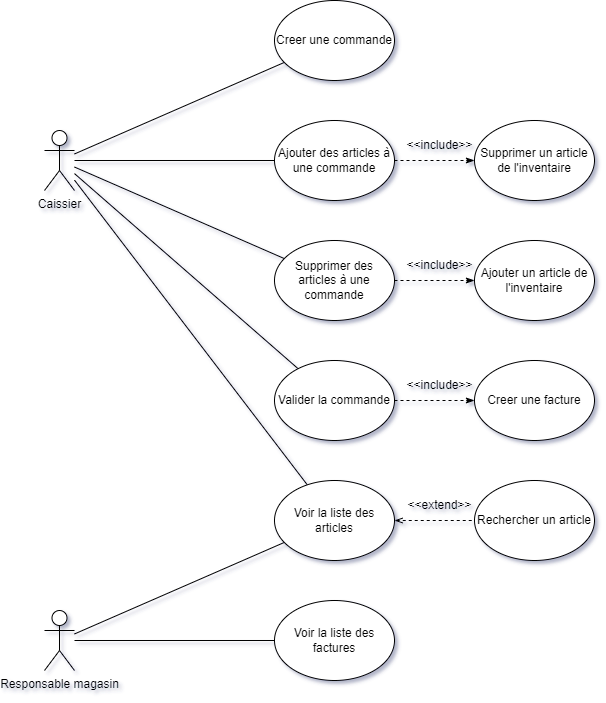 Creer une commande
Ajouter des articles à
une commande
<<include>>
Supprimer un article
de l'inventaire
Caissier
Supprimer des
articles à une
commande
<<include>>
Ajouter un article de
l'inventaire
Valider la commande
<<include>>
Creer une facture
Voir la liste des
articles
<<extend>>
Rechercher un article
Voir la liste des
factures
Responsable magasin